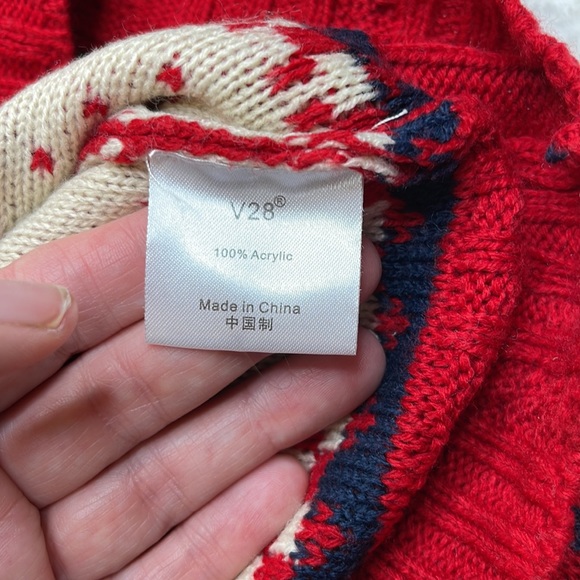 V28®
100% Acrylic
Made in China
中国制